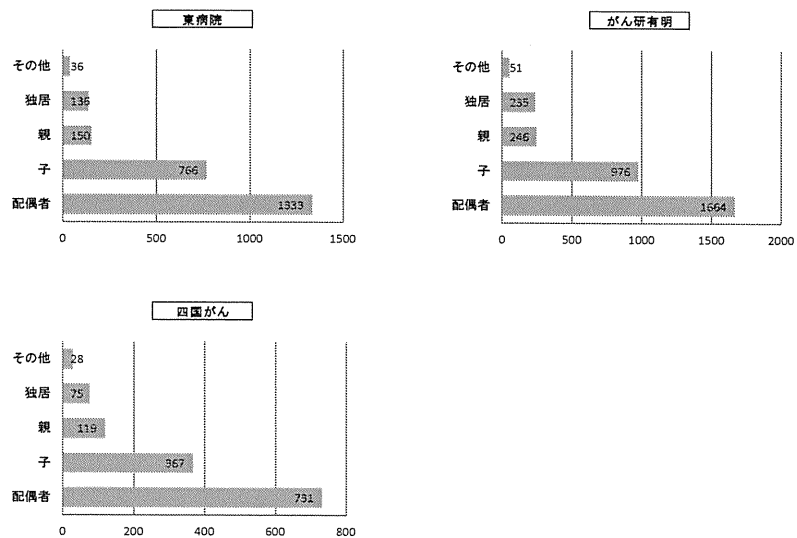 東病院
その他 36
独居 136
親 150
子 766
配偶者 1333
0 500 1000 1500
がん研有明
その他 51
独居 235
親 246
子 976
配偶者 1664
0 500 1000 1500 2000
四国がん
その他 28
独居 75
親 119
子 367
配偶者 731
0 200 400 600 800